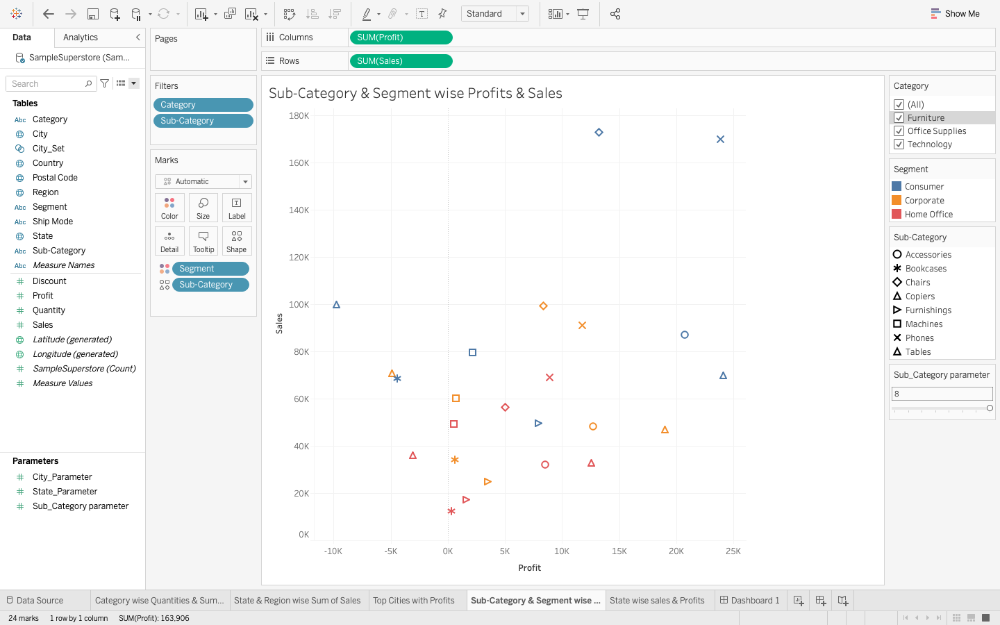 Standard
Show Me
Data
Analytics
SampleSuperstore (Sam...
Search
Tables
Abc Category
City
City_Set
Country
Postal Code
Region
Abc Segment
Abc Ship Mode
State
Abc Sub-Category
Abc Measure Names
Discount
Profit
Quantity
Sales
Latitude (generated)
Longitude (generated)
SampleSuperstore (Count)
Measure Values
Parameters
City_Parameter
State_Parameter
Sub_Category parameter
Pages
Filters
Category
Sub-Category
Marks
Automatic
Color
Size
T
Label
Detail
Tooltip
Shape
Segment
Sub-Category
Columns
SUM(Profit)
Rows
SUM(Sales)
Sub-Category & Segment wise Profits & Sales
180K
160K
140K
120K
100K
80K
60K
40K
20K
0K
Sales
-10K
-5K
0K
5K
10K
15K
20K
25K
Profit
Category
(All)
Furniture
Office Supplies
Technology
Segment
Consumer
Corporate
Home Office
Sub-Category
Accessories
Bookcases
Chairs
Copiers
Furnishings
Machines
Phones
Tables
Sub_Category parameter
8
Data Source
Category wise Quantities & Sum...
State & Region wise Sum of Sales
Top Cities with Profits
Sub-Category & Segment wise ...
State wise sales & Profits
Dashboard 1
24 marks
1 row by 1 column
SUM(Profit): 163,906